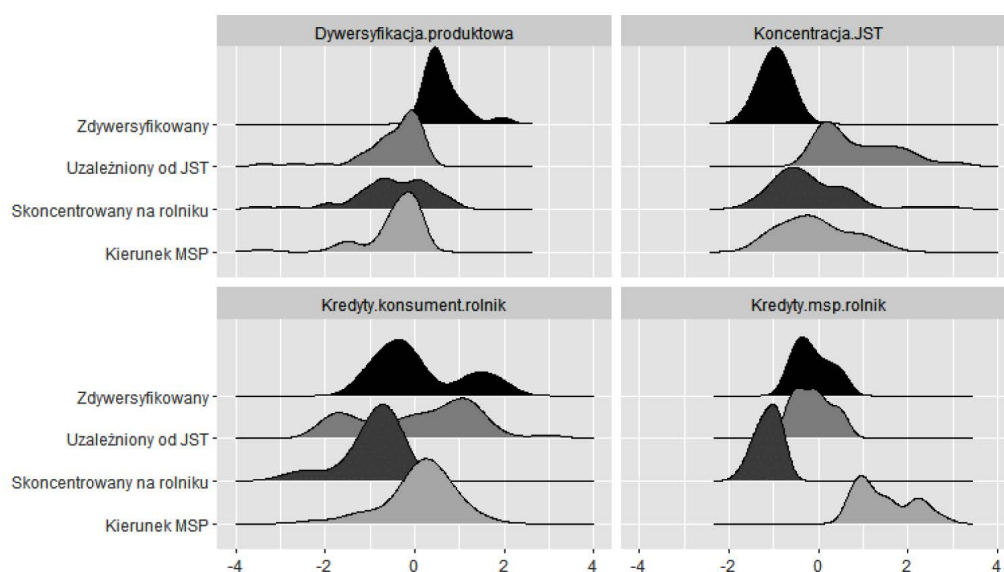 Dywersyfikacja.produktowa
Koncentracja.JST
Zdywersyfikowany
Uzależniony od JST
Skoncentrowany na rolniku
Kierunek MSP
Kredyty.konsument.rolnik
Kredyty.msp.rolnik
Zdywersyfikowany
Uzależniony od JST
Skoncentrowany na rolniku
Kierunek MSP
-4 -2 0 2 4 -4 -2 0 2 4